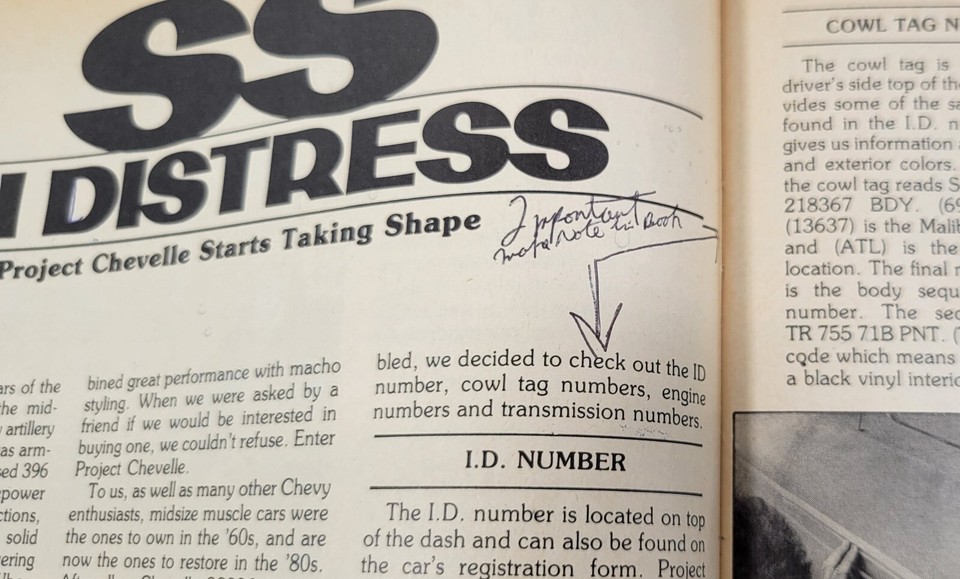 SS
DISTRESS
Project Chevelle Starts Taking Shape
Important
make Note in Book
ars of the
the mid-
artillery
as arm-
sed 396
epower
ctions,
solid
vering
bined great performance with macho
styling. When we were asked by a
friend if we would be interested in
buying one, we couldn't refuse. Enter
Project Chevelle.
To us, as well as many other Chevy
enthusiasts, midsize muscle cars were
the ones to own in the '60s, and are
now the ones to restore in the '80s.
bled, we decided to check out the ID
number, cowl tag numbers, engine
numbers and transmission numbers.
I.D. NUMBER
The I.D. number is located on top
of the dash and can also be found on
the car's registration form. Project
COWL TAG N
The cowl tag is
driver's side top of the
vides some of the sa
found in the I.D. n
gives us information
and exterior colors.
the cowl tag reads S
218367 BDY. (69
(13637) is the Malib
and (ATL) is the
location. The final n
is the body sequ
number. The sec
TR 755 71B PNT. (
code which means
a black vinyl interio